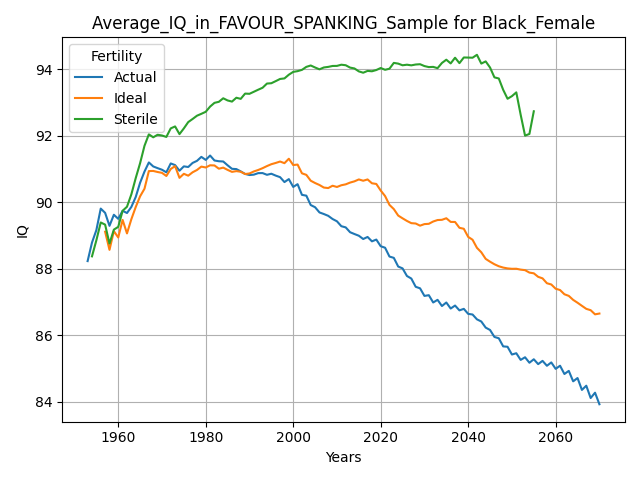 Average_IQ_in_FAVOUR_SPANKING_Sample for Black_Female
Fertility
Actual
Ideal
Sterile
IQ
94
92
90
88
86
84
1960
1980
2000
2020
2040
2060
Years